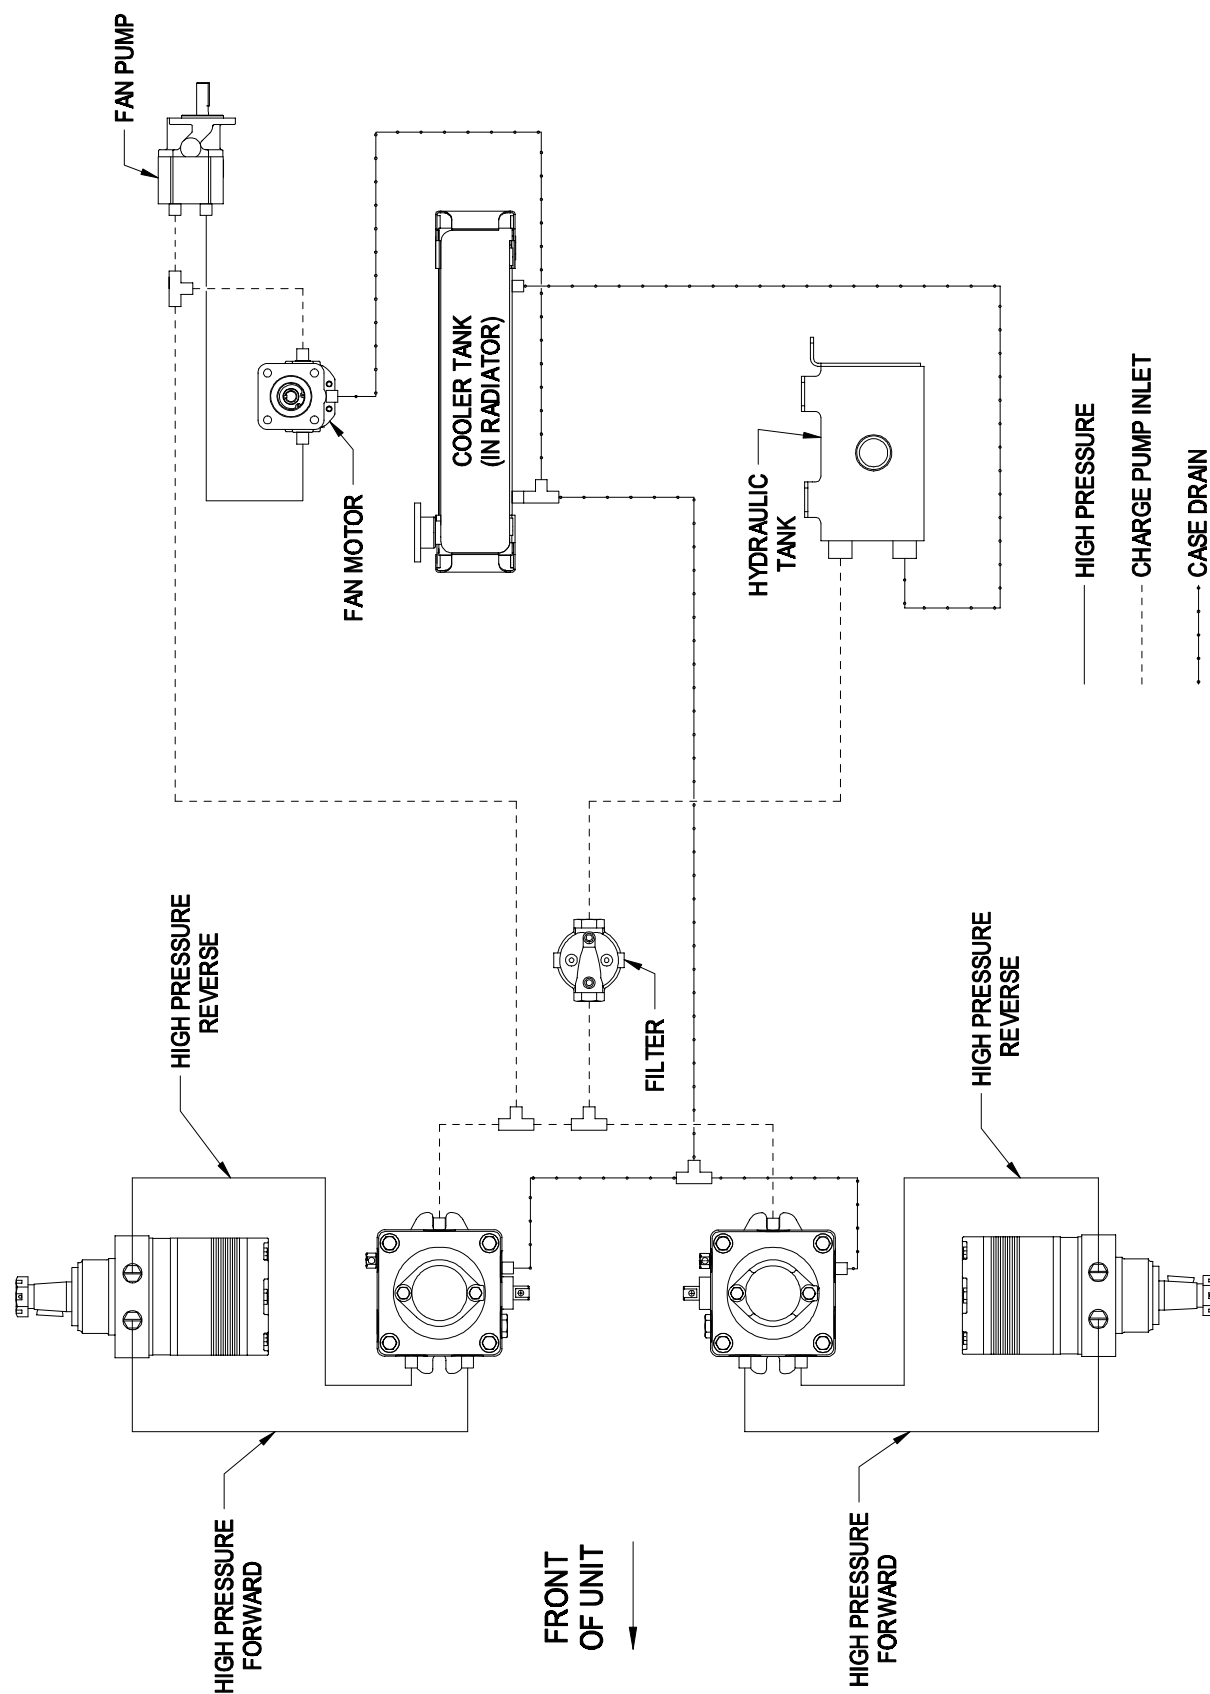 FAN PUMP
FAN MOTOR
COOLER TANK
(IN RADIATOR)
HYDRAULIC
TANK
HIGH PRESSURE
CHARGE PUMP INLET
CASE DRAIN
HIGH PRESSURE
REVERSE
FILTER
HIGH PRESSURE
REVERSE
HIGH PRESSURE
FORWARD
FRONT
OF UNIT
HIGH PRESSURE
FORWARD